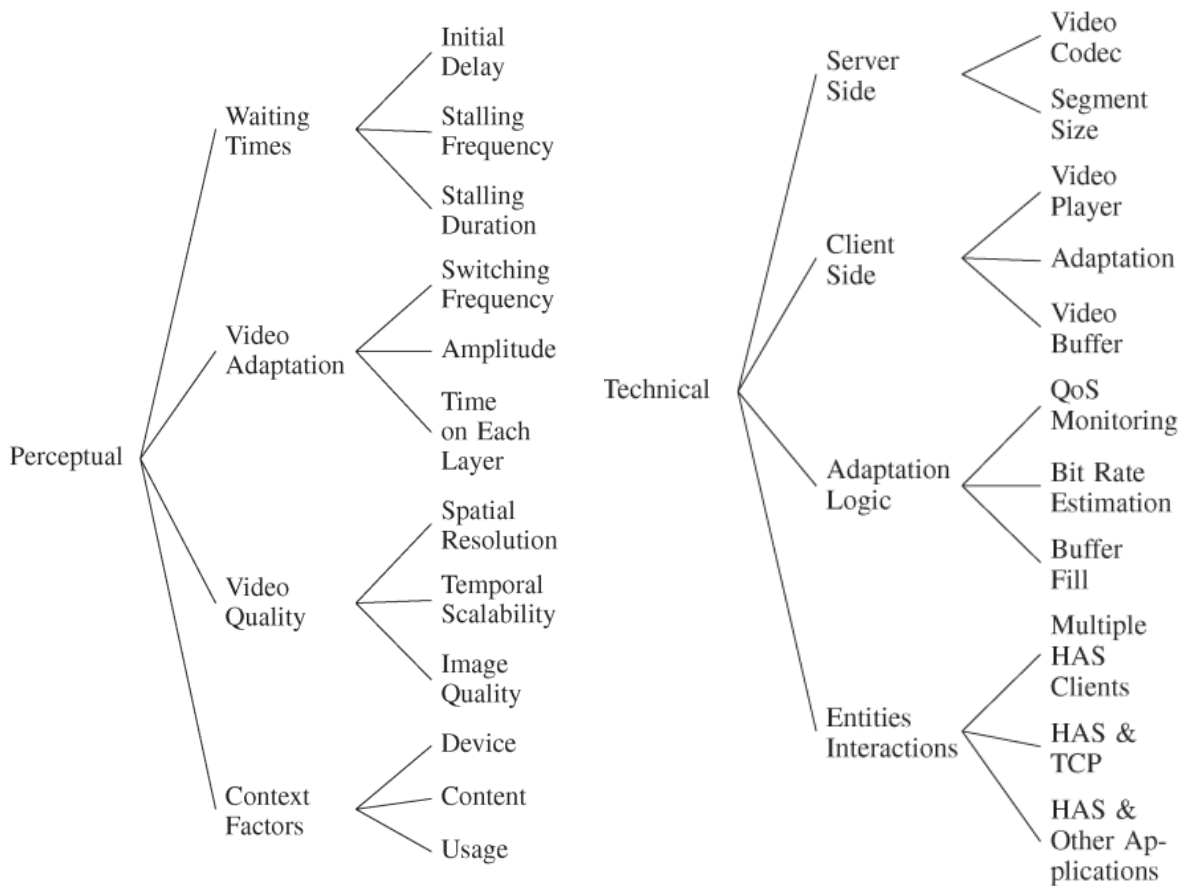 Perceptual
Waiting
Times
Initial
Delay
Stalling
Frequency
Stalling
Duration
Video
Adaptation
Switching
Frequency
Amplitude
Time
on Each
Layer
Video
Quality
Spatial
Resolution
Temporal
Scalability
Image
Quality
Context
Factors
Device
Content
Usage
Technical
Server
Side
Video
Codec
Segment
Size
Client
Side
Video
Player
Adaptation
Video
Buffer
Adaptation
Logic
QoS
Monitoring
Bit Rate
Estimation
Buffer
Fill
Entities
Interactions
Multiple
HAS
Clients
HAS &
TCP
HAS &
Other Ap-
plications